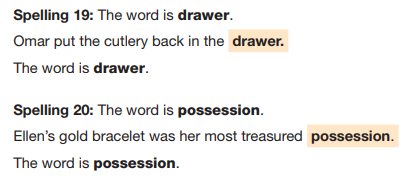 Spelling 19: The word is drawer.
Omar put the cutlery back in the drawer.
The word is drawer.
Spelling 20: The word is possession.
Ellen’s gold bracelet was her most treasured possession.
The word is possession.